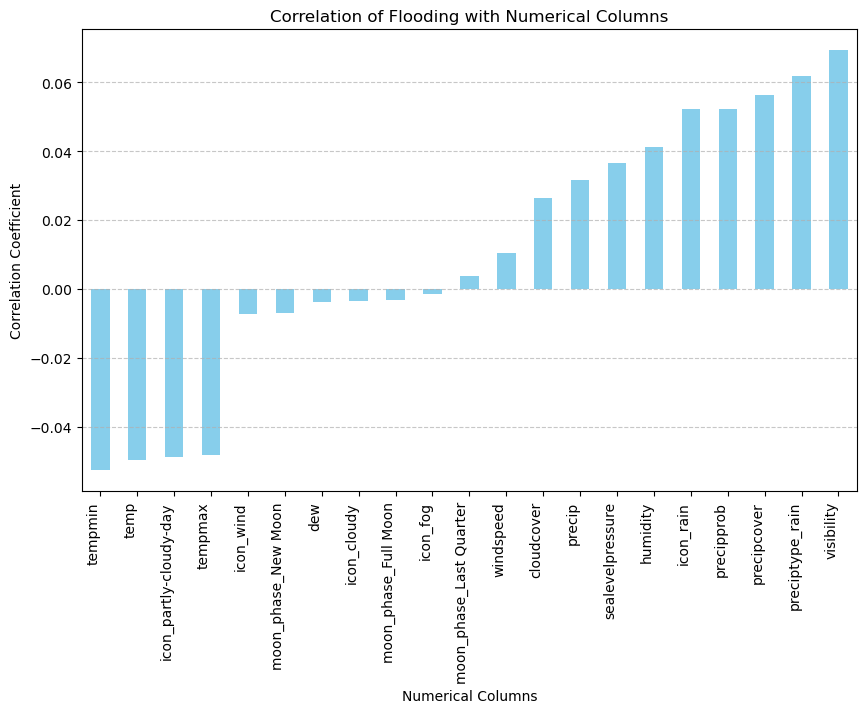 Correlation of Flooding with Numerical Columns
Correlation Coefficient
0.06
0.04
0.02
0.00
−0.02
−0.04
tempmin
temp
icon_partly-cloudy-day
tempmax
icon_wind
moon_phase_New Moon
dew
icon_cloudy
moon_phase_Full Moon
icon_fog
moon_phase_Last Quarter
windspeed
cloudcover
precip
sealevelpressure
humidity
icon_rain
precipprob
precipcover
preciptype_rain
visibility
Numerical Columns